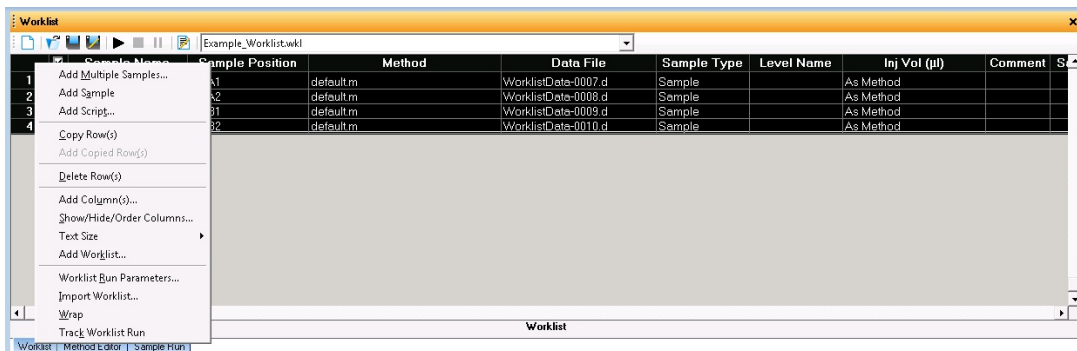 Worklist
Example_Worklist.wkl
Sample Name Sample Position Method Data File Sample Type Level Name Inj Vol (µl) Comment
1 default.m WorklistData-0007.d Sample As Method
2 default.m WorklistData-0008.d Sample As Method
3 default.m WorklistData-0009.d Sample As Method
4 default.m WorklistData-0010.d Sample As Method
Add Multiple Samples...
Add Sample
Add Script...
Copy Row(s)
Add Copied Row(s)
Delete Row(s)
Add Column(s)...
Show/Hide/Order Columns...
Text Size
Add Worklist...
Worklist Run Parameters...
Import Worklist...
Wrap
Track Worklist Run
Worklist
Worklist Method Editor Sample Run